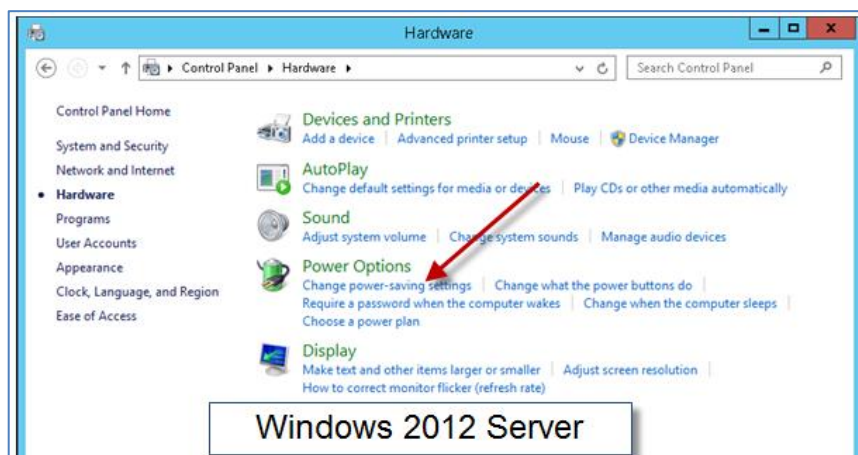 Hardware
Control Panel Hardware
Search Control Panel
Control Panel Home
System and Security
Network and Internet
Hardware
Programs
User Accounts
Appearance
Clock, Language, and Region
Ease of Access
Devices and Printers
Add a device Advanced printer setup Mouse Device Manager
AutoPlay
Change default settings for media or devices Play CDs or other media automatically
Sound
Adjust system volume Change system sounds Manage audio devices
Power Options
Change power-saving settings Change what the power buttons do
Require a password when the computer wakes Change when the computer sleeps
Choose a power plan
Display
Make text and other items larger or smaller Adjust screen resolution
How to correct monitor flicker (refresh rate)
Windows 2012 Server